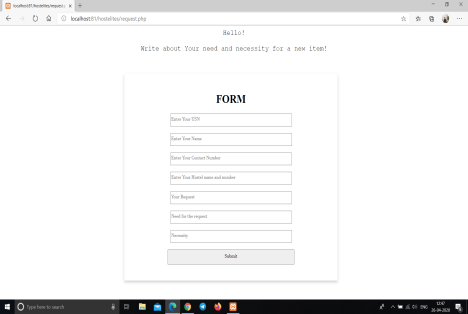 localhost:81/hostelites/request.p
localhost:81/hostelites/request.php
Hello!
Write about Your need and necessity for a new item!
FORM
Enter Your USN
Enter Your Name
Enter Your Contact Number
Enter Your Hostel name and number
Your Request
Need for the request
Necessity
Submit
Type here to search
ENG
12:47
26-04-2020